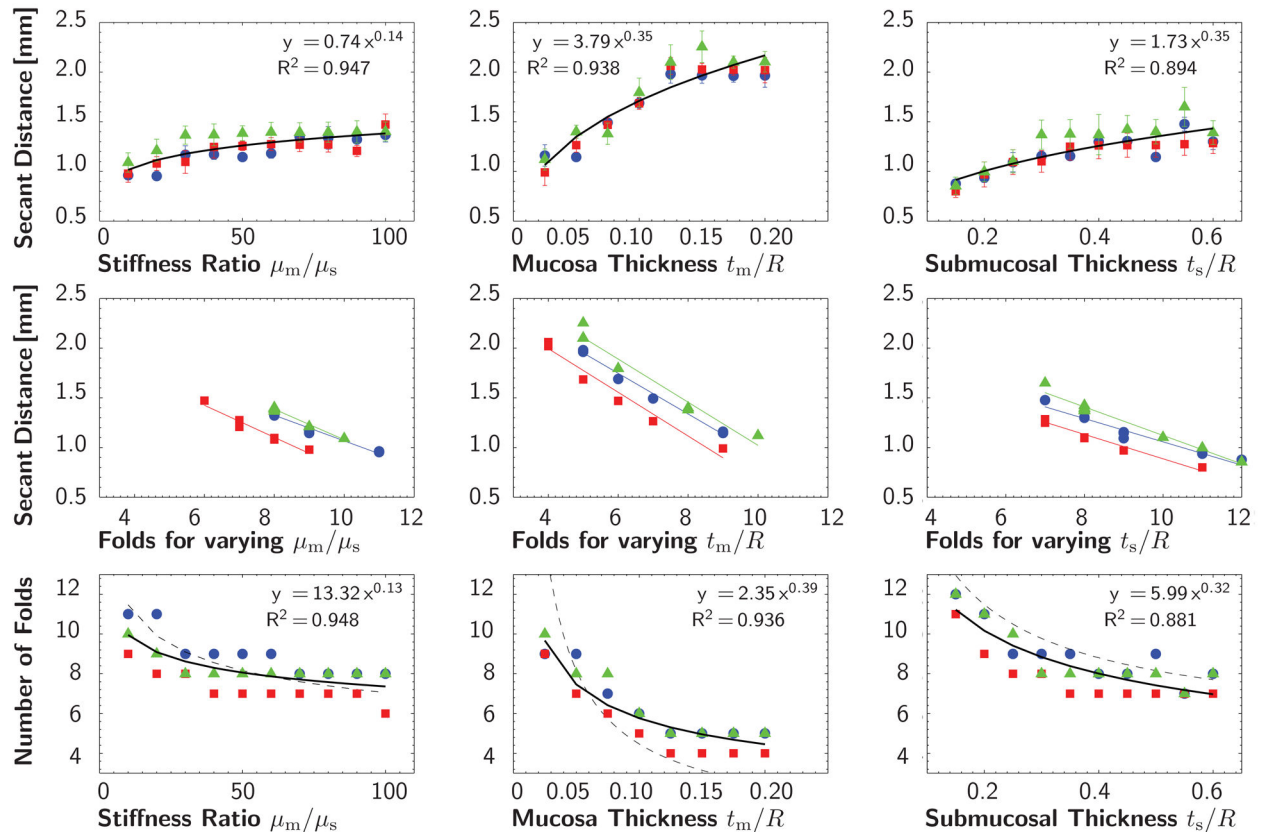 Secant Distance [mm]
2.5
2.0
1.5
1.0
0.5
y = 0.74 x^0.14
R² = 0.947
0 50 100
Stiffness Ratio μm/μs
2.5
2.0
1.5
1.0
0.5
y = 3.79 x^0.35
R² = 0.938
0 0.05 0.10 0.15 0.20
Mucosa Thickness tm/R
2.5
2.0
1.5
1.0
0.5
y = 1.73 x^0.35
R² = 0.894
0.2 0.4 0.6
Submucosal Thickness ts/R
Secant Distance [mm]
2.5
2.0
1.5
1.0
0.5
4 6 8 10 12
Folds for varying μm/μs
2.5
2.0
1.5
1.0
0.5
4 6 8 10 12
Folds for varying tm/R
2.5
2.0
1.5
1.0
0.5
4 6 8 10 12
Folds for varying ts/R
Number of Folds
12
10
8
6
4
y = 13.32 x^0.13
R² = 0.948
0 50 100
Stiffness Ratio μm/μs
12
10
8
6
4
y = 2.35 x^0.39
R² = 0.936
0 0.05 0.10 0.15 0.20
Mucosa Thickness tm/R
12
10
8
6
4
y = 5.99 x^0.32
R² = 0.881
0.2 0.4 0.6
Submucosal Thickness ts/R